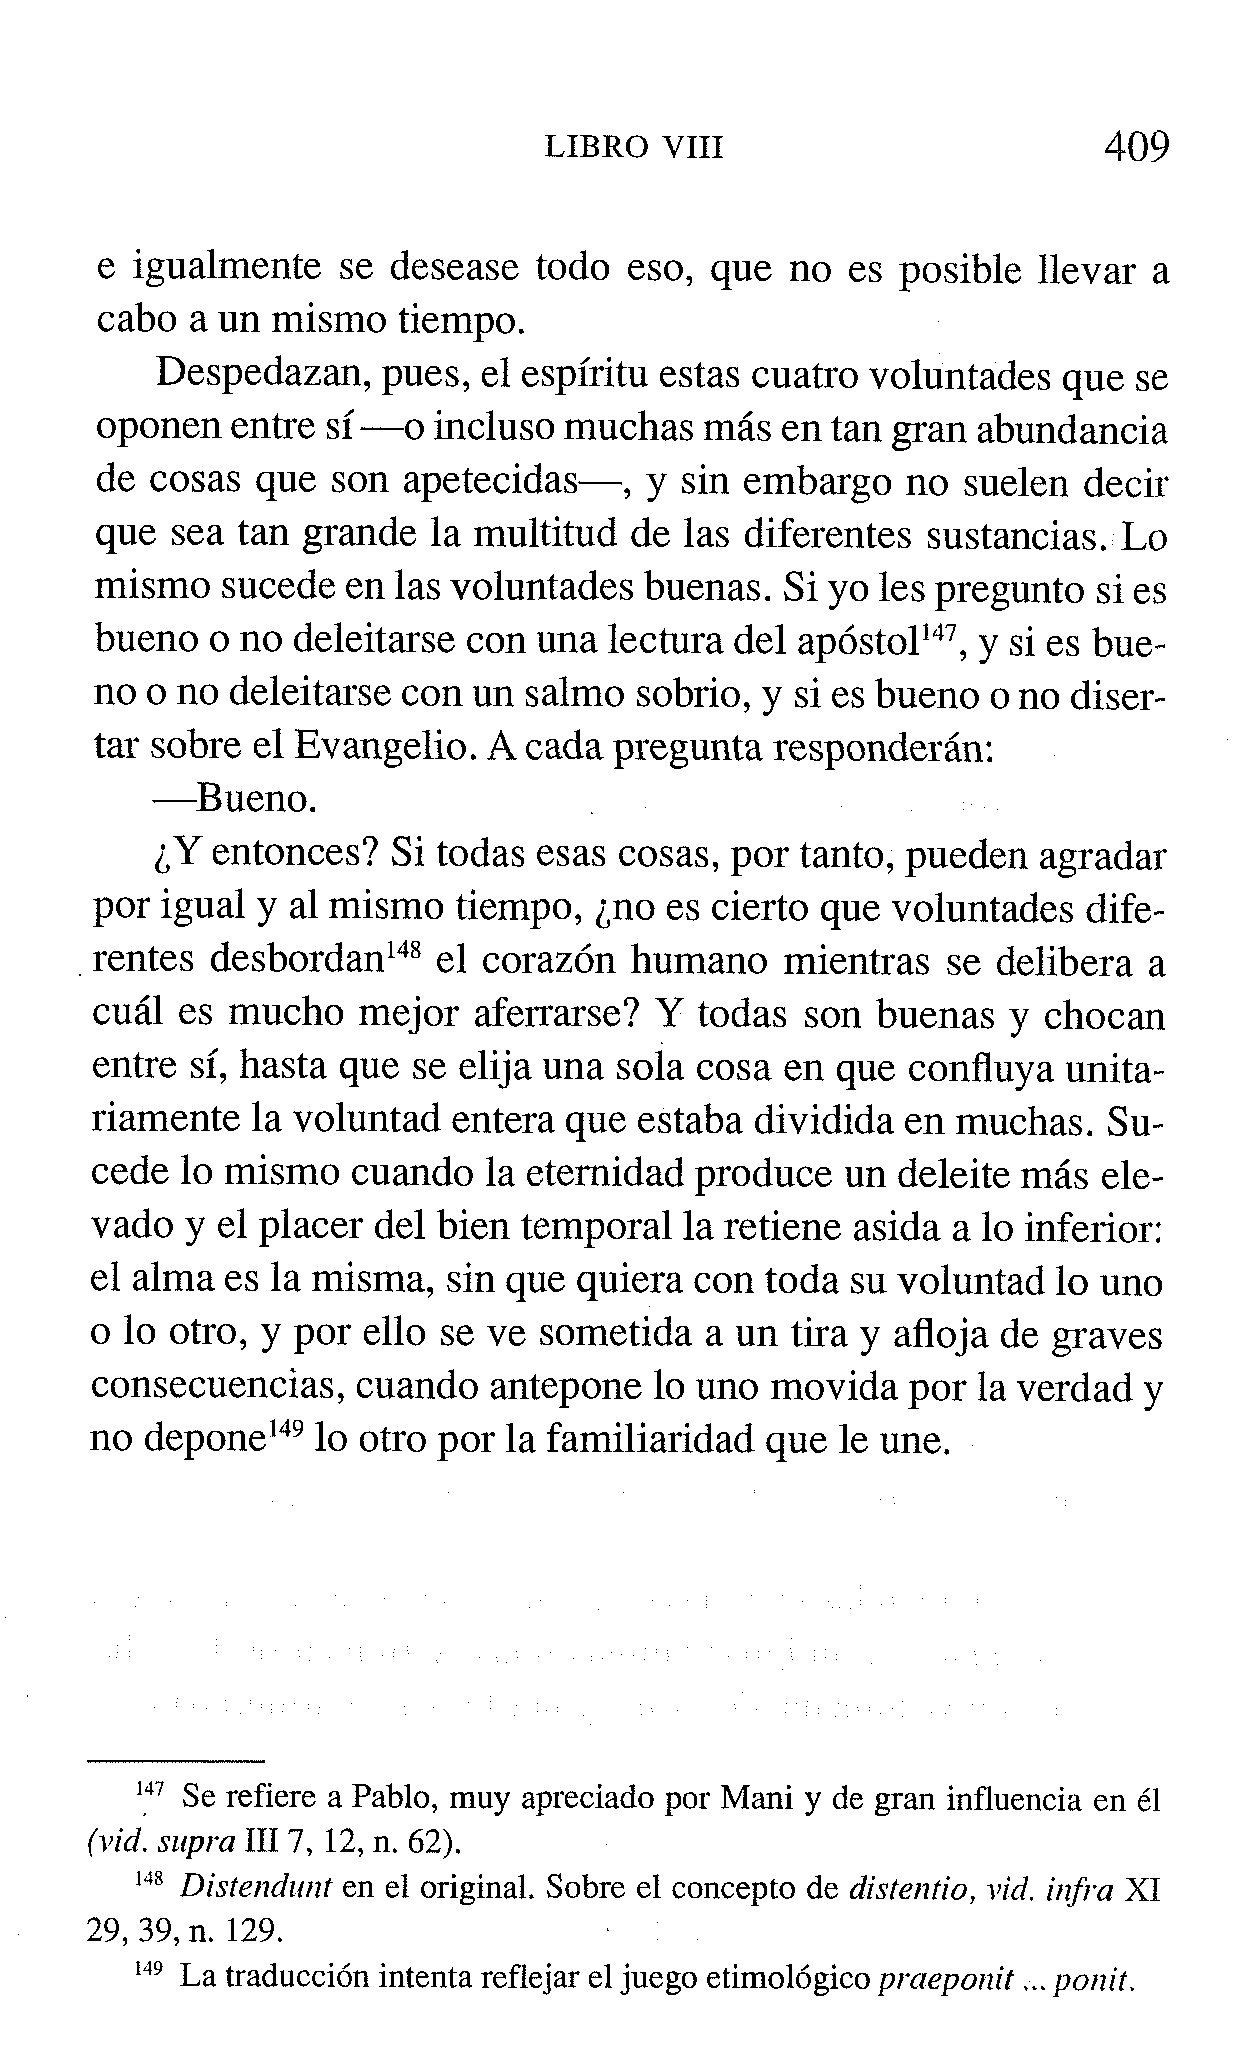 LIBRO VIII 409
e igualmente se desease todo eso, que no es posible llevar a
cabo a un mismo tiempo.
Despedazan, pues, el espíritu estas cuatro voluntades que se
oponen entre sí —o incluso muchas más en tan gran abundancia
de cosas que son apetecidas—, y sin embargo no suelen decir
que sea tan grande la multitud de las diferentes sustancias. Lo
mismo sucede en las voluntades buenas. Si yo les pregunto si es
bueno o no deleitarse con una lectura del apóstol¹⁴⁷, y si es bue-
no o no deleitarse con un salmo sobrio, y si es bueno o no diser-
tar sobre el Evangelio. A cada pregunta responderán:
—Bueno.
¿Y entonces? Si todas esas cosas, por tanto, pueden agradar
por igual y al mismo tiempo, ¿no es cierto que voluntades dife-
rentes desbordan¹⁴⁸ el corazón humano mientras se delibera a
cuál es mucho mejor aferrarse? Y todas son buenas y chocan
entre sí, hasta que se elija una sola cosa en que confluya unita-
riamente la voluntad entera que estaba dividida en muchas. Su-
cede lo mismo cuando la eternidad produce un deleite más ele-
vado y el placer del bien temporal la retiene asida a lo inferior:
el alma es la misma, sin que quiera con toda su voluntad lo uno
o lo otro, y por ello se ve sometida a un tira y afloja de graves
consecuencias, cuando antepone lo uno movida por la verdad y
no depone¹⁴⁹ lo otro por la familiaridad que le une.
¹⁴⁷ Se refiere a Pablo, muy apreciado por Mani y de gran influencia en él
(vid. supra III 7, 12, n. 62).
¹⁴⁸ Distendunt en el original. Sobre el concepto de distentio, vid. infra XI
29, 39, n. 129.
¹⁴⁹ La traducción intenta reflejar el juego etimológico praeponit ... ponit.